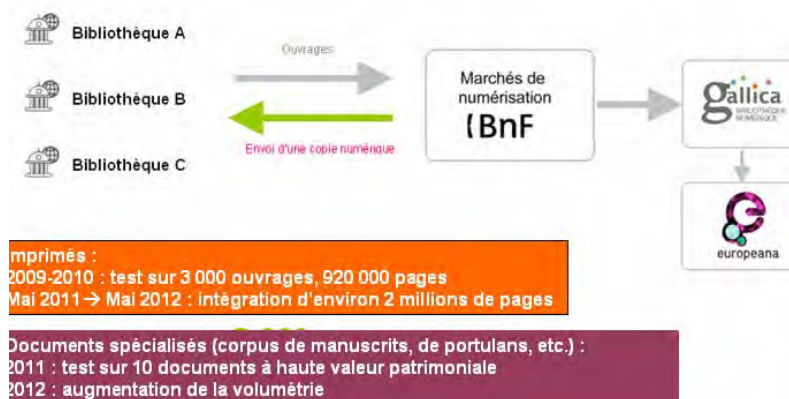 Bibliothèque A
Bibliothèque B
Bibliothèque C
Ouvrages
Envoi d'une copie numérique
Marchés de
numérisation
(BnF
gallica
BIBLIOTHÈQUE
NUMÉRIQUE
europeana
mprimés :
2009-2010 : test sur 3 000 ouvrages, 920 000 pages
Mai 2011 → Mai 2012 : intégration d'environ 2 millions de pages
Documents spécialisés (corpus de manuscrits, de portulans, etc.) :
2011 : test sur 10 documents à haute valeur patrimoniale
2012 : augmentation de la volumétrie